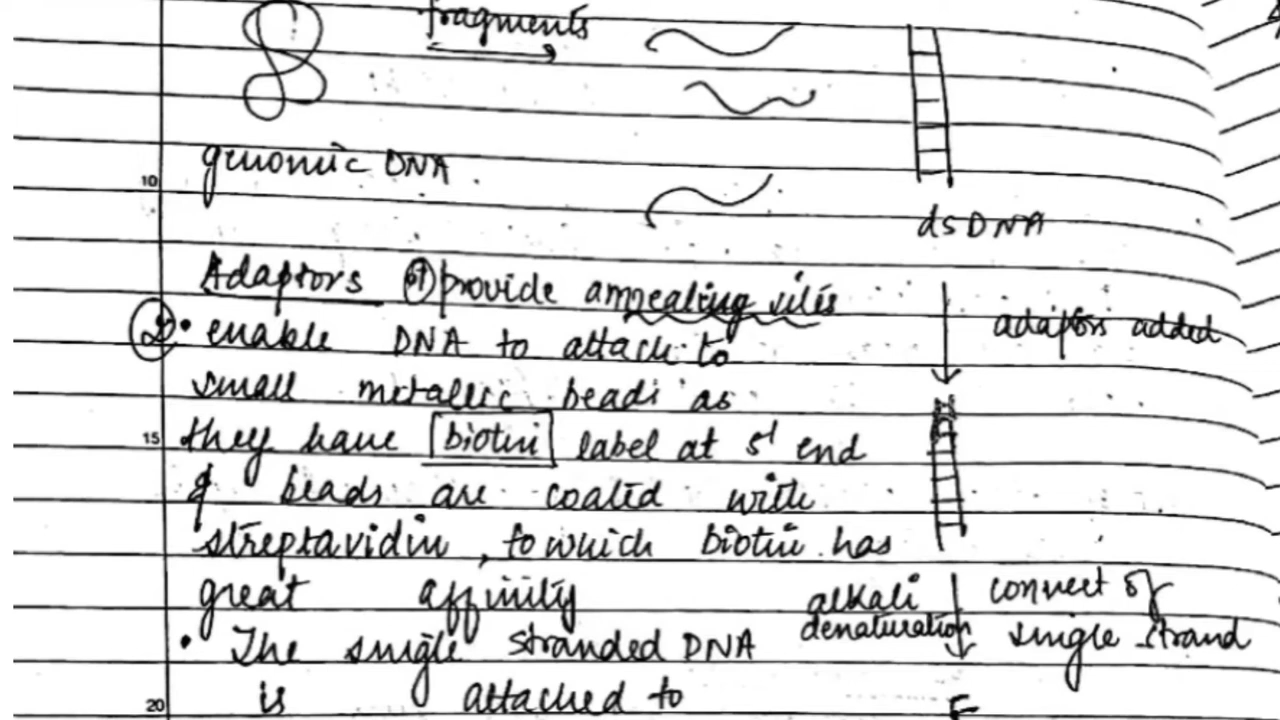 fragments
genomic DNA
dsDNA
Adaptors ① provide annealing sites
adaptors added
②• enable DNA to attach to
small metallic beads as
they have biotin label at 5' end
& beads are coated with
streptavidin, to which biotin has
great affinity
alkali denaturation
convert of single strand
• The single stranded DNA
is attached to
10
15
20